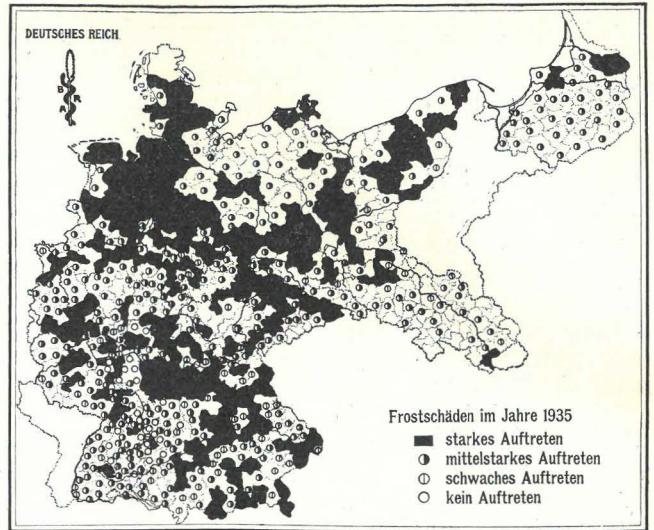 DEUTSCHES REICH
B R
Frostschäden im Jahre 1935
starkes Auftreten
mittelstarkes Auftreten
schwaches Auftreten
kein Auftreten